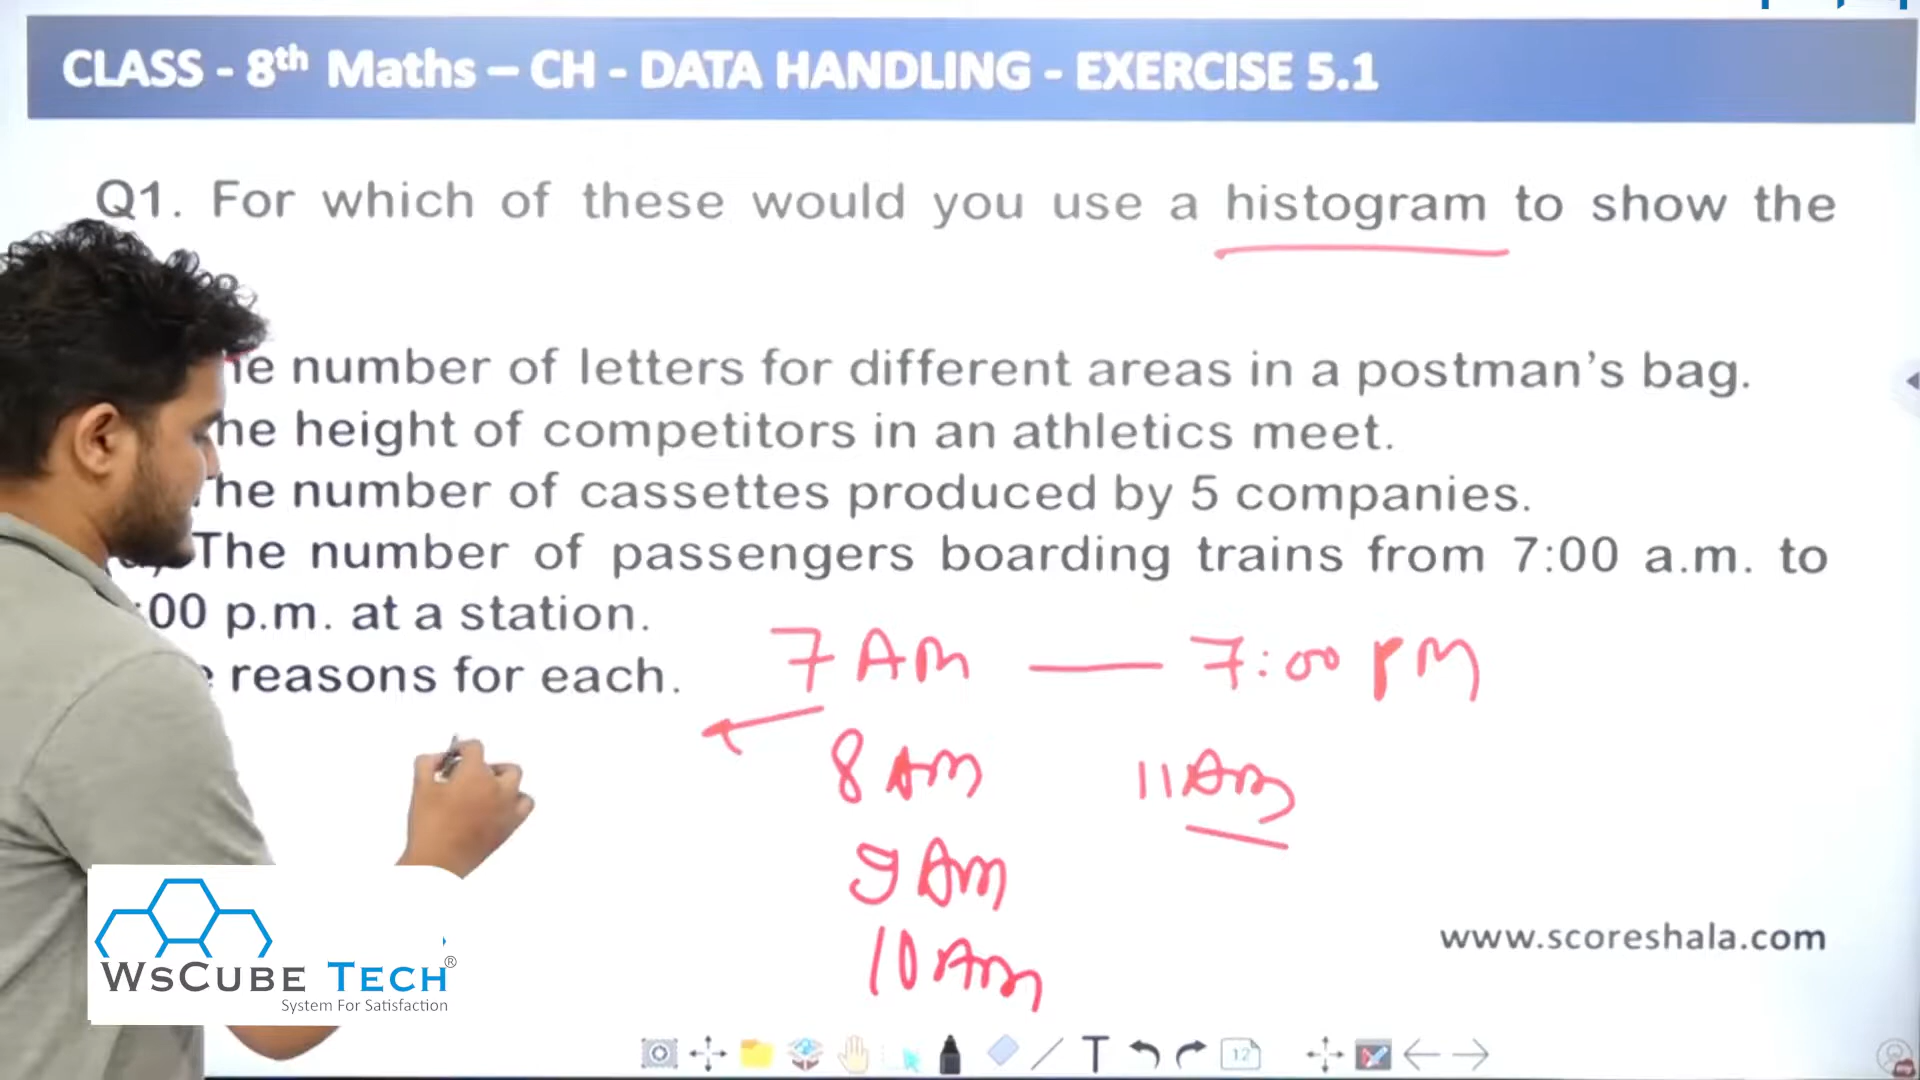 CLASS - 8th Maths – CH - DATA HANDLING - EXERCISE 5.1
Q1. For which of these would you use a histogram to show the
number of letters for different areas in a postman’s bag.
he height of competitors in an athletics meet.
The number of cassettes produced by 5 companies.
The number of passengers boarding trains from 7:00 a.m. to
:00 p.m. at a station.
reasons for each.
7 AM — 7:00 PM
8 AM 11 AM
9 AM
10 AM
www.scoreshala.com
WSCUBE TECH®
System For Satisfaction
T
12